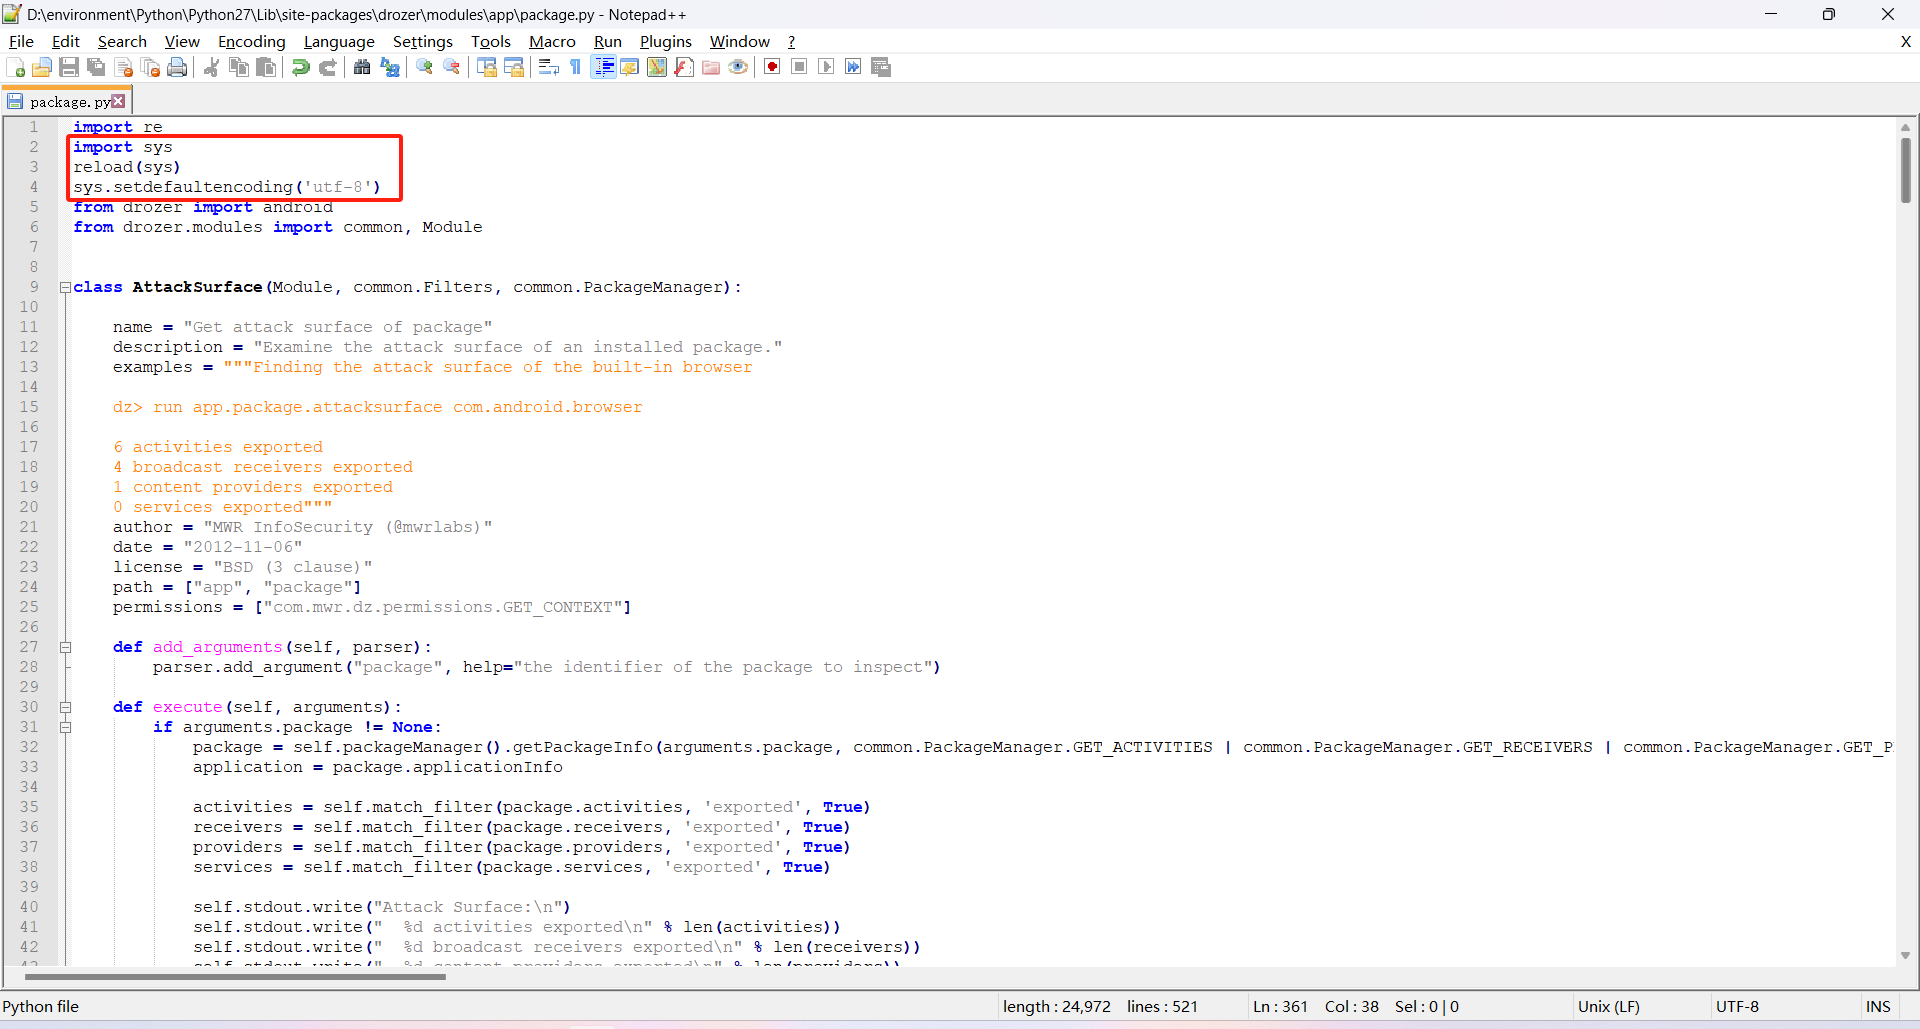 D:\environment\Python\Python27\Lib\site-packages\drozer\modules\app\package.py - Notepad++
File Edit Search View Encoding Language Settings Tools Macro Run Plugins Window ? X
package.py
1 import re
2 import sys
3 reload(sys)
4 sys.setdefaultencoding('utf-8')
5 from drozer import android
6 from drozer.modules import common, Module
7
8
9 class AttackSurface(Module, common.Filters, common.PackageManager):
10
11 name = "Get attack surface of package"
12 description = "Examine the attack surface of an installed package."
13 examples = """Finding the attack surface of the built-in browser
14
15 dz> run app.package.attacksurface com.android.browser
16
17 6 activities exported
18 4 broadcast receivers exported
19 1 content providers exported
20 0 services exported"""
21 author = "MWR InfoSecurity (@mwrlabs)"
22 date = "2012-11-06"
23 license = "BSD (3 clause)"
24 path = ["app", "package"]
25 permissions = ["com.mwr.dz.permissions.GET_CONTEXT"]
26
27 def add_arguments(self, parser):
28 parser.add_argument("package", help="the identifier of the package to inspect")
29
30 def execute(self, arguments):
31 if arguments.package != None:
32 package = self.packageManager().getPackageInfo(arguments.package, common.PackageManager.GET_ACTIVITIES | common.PackageManager.GET_RECEIVERS | common.PackageManager.GET_P
33 application = package.applicationInfo
34
35 activities = self.match_filter(package.activities, 'exported', True)
36 receivers = self.match_filter(package.receivers, 'exported', True)
37 providers = self.match_filter(package.providers, 'exported', True)
38 services = self.match_filter(package.services, 'exported', True)
39
40 self.stdout.write("Attack Surface:\n")
41 self.stdout.write("  %d activities exported\n" % len(activities))
42 self.stdout.write("  %d broadcast receivers exported\n" % len(receivers))
43 self.stdout.write("  %d content providers exported\n" % len(providers))
Python file length : 24,972 lines : 521 Ln : 361 Col : 38 Sel : 0 | 0 Unix (LF) UTF-8 INS